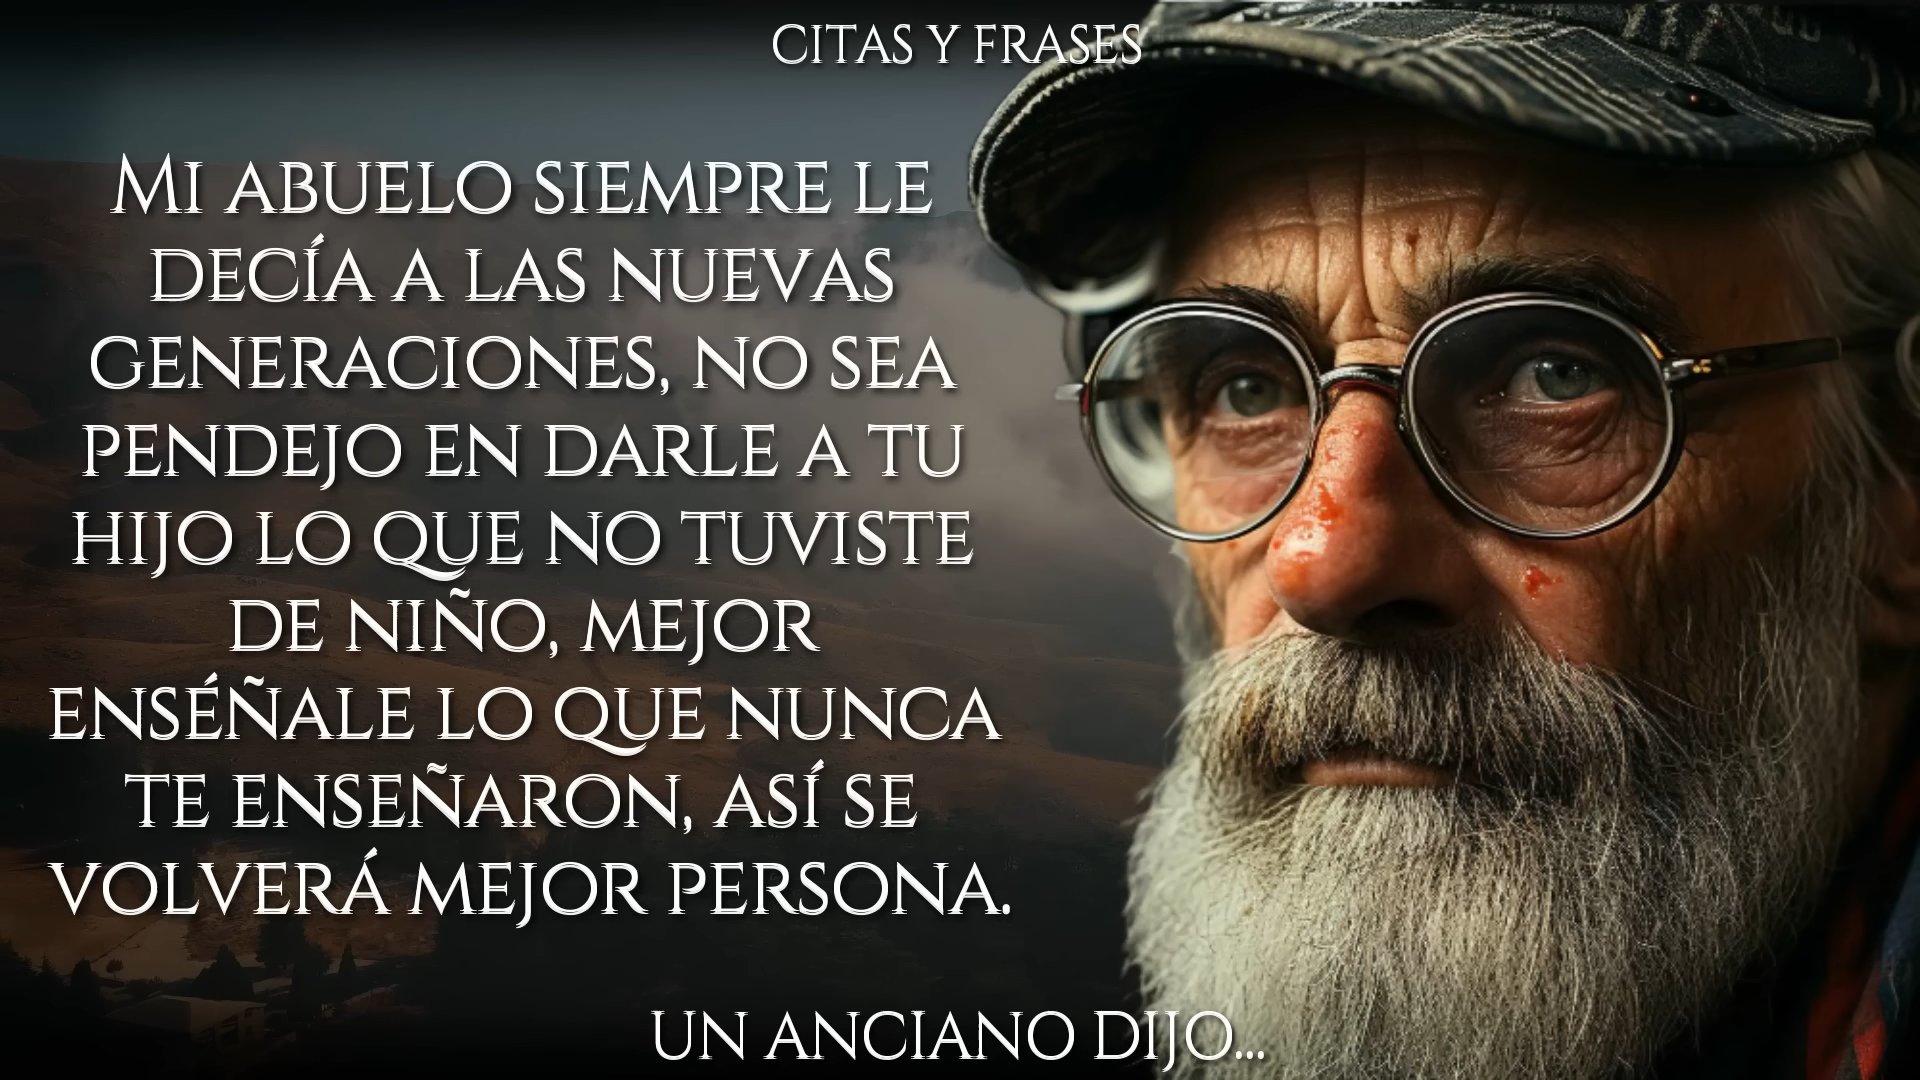 CITAS Y FRASES
MI ABUELO SIEMPRE LE
DECÍA A LAS NUEVAS
GENERACIONES, NO SEA
PENDEJO EN DARLE A TU
HIJO LO QUE NO TUVISTE
DE NIÑO, MEJOR
ENSÉÑALE LO QUE NUNCA
TE ENSEÑARON, ASÍ SE
VOLVERÁ MEJOR PERSONA.
UN ANCIANO DIJO...